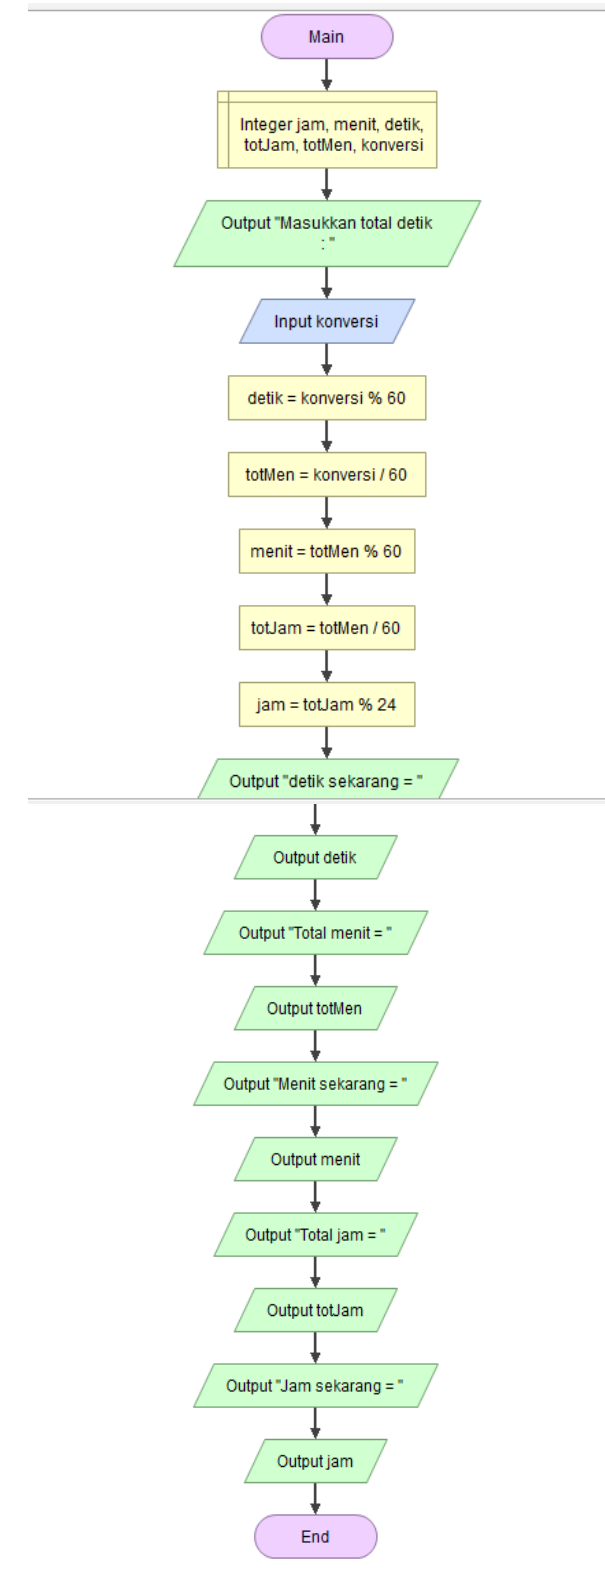 Main
Integer jam, menit, detik,
totJam, totMen, konversi
Output "Masukkan total detik
: "
Input konversi
detik = konversi % 60
totMen = konversi / 60
menit = totMen % 60
totJam = totMen / 60
jam = totJam % 24
Output "detik sekarang = "
Output detik
Output "Total menit = "
Output totMen
Output "Menit sekarang = "
Output menit
Output "Total jam = "
Output totJam
Output "Jam sekarang = "
Output jam
End